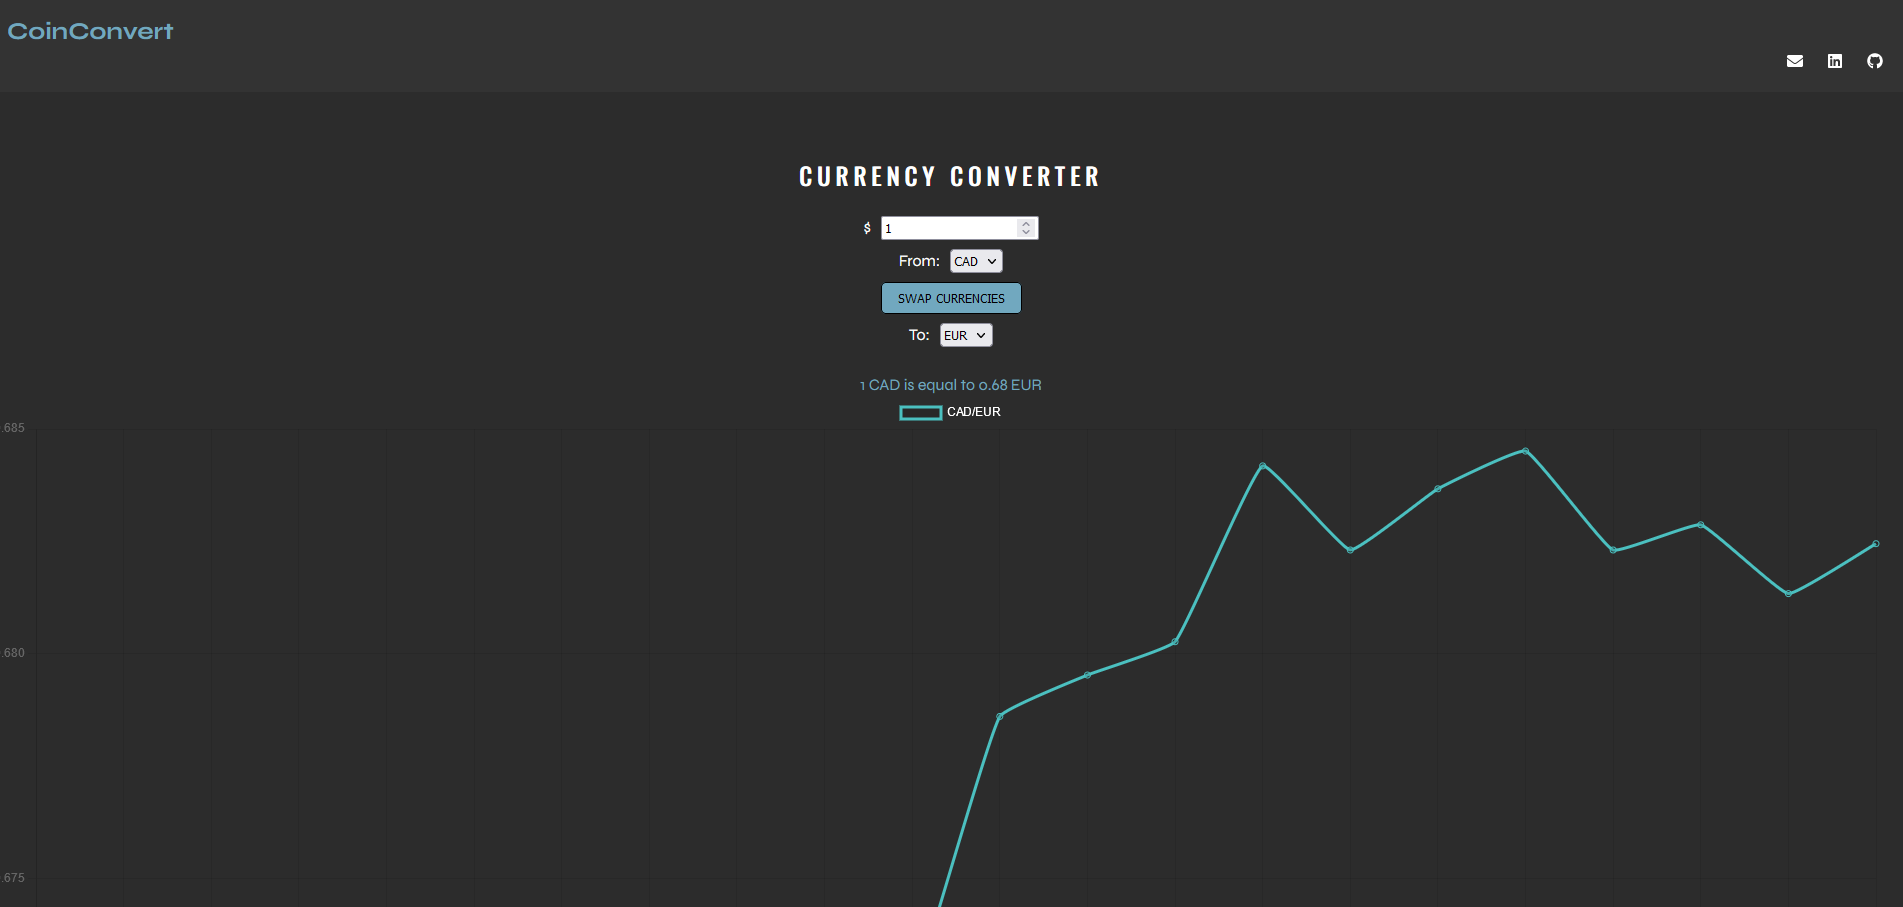 CoinConvert
CURRENCY CONVERTER
$ 1
From: CAD
SWAP CURRENCIES
To: EUR
1 CAD is equal to 0.68 EUR
CAD/EUR
.685
.680
.675